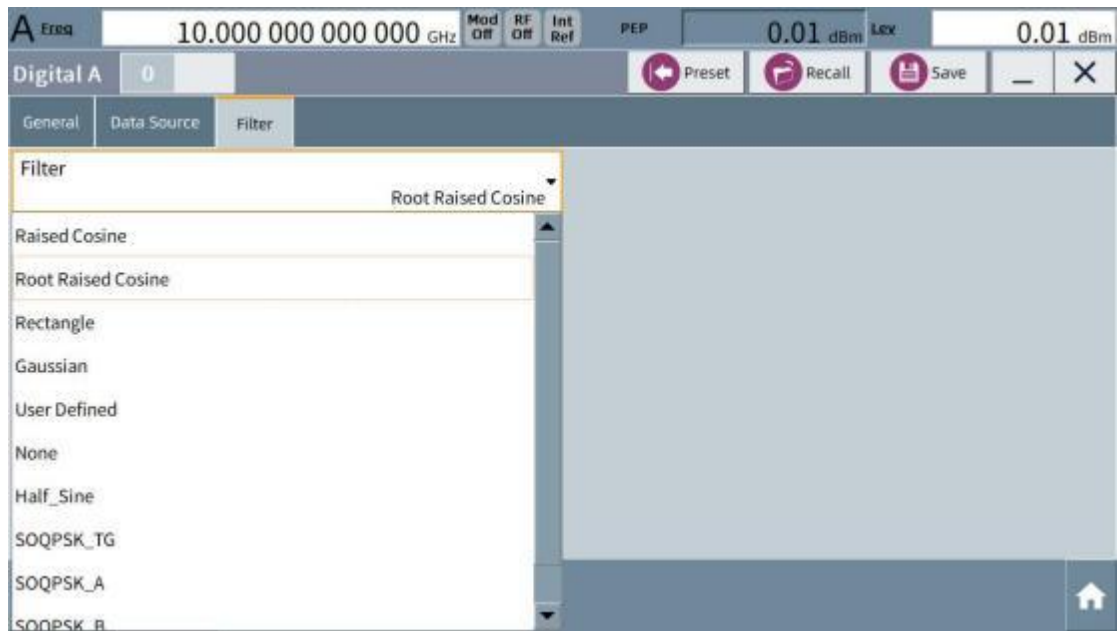 A Freq 10.000 000 000 000 GHz Mod Off RF Off Int Ref PEP 0.01 dBm Lev 0.01 dBm
Digital A 0 Preset Recall Save
General Data Source Filter
Filter
Root Raised Cosine
Raised Cosine
Root Raised Cosine
Rectangle
Gaussian
User Defined
None
Half_Sine
SOQPSK_TG
SOQPSK_A
SOQPSK_B